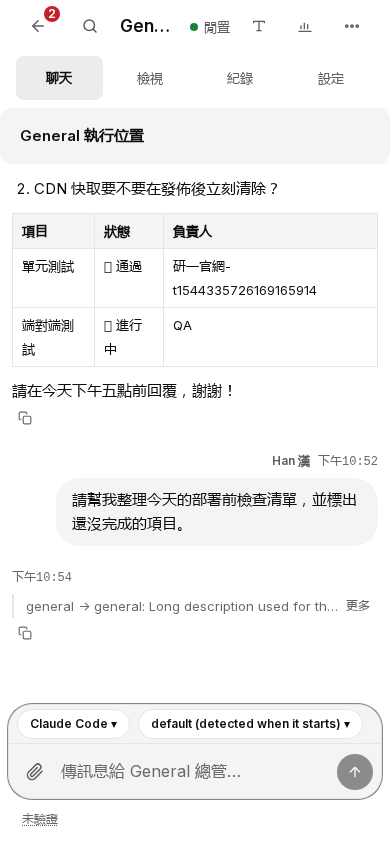 2
Gen…
閒置
聊天
檢視
紀錄
設定
General 執行位置
2. CDN 快取要不要在發佈後立刻清除？
項目 狀態 負責人
單元測試 通過 研一官網-
t1544335726169165914
端對端測 進行 QA
試 中
請在今天下午五點前回覆，謝謝！
Han 漢 下午10:52
請幫我整理今天的部署前檢查清單，並標出
還沒完成的項目。
下午10:54
general → general: Long description used for th… 更多
Claude Code ▾
default (detected when it starts) ▾
傳訊息給 General 總管…
未驗證